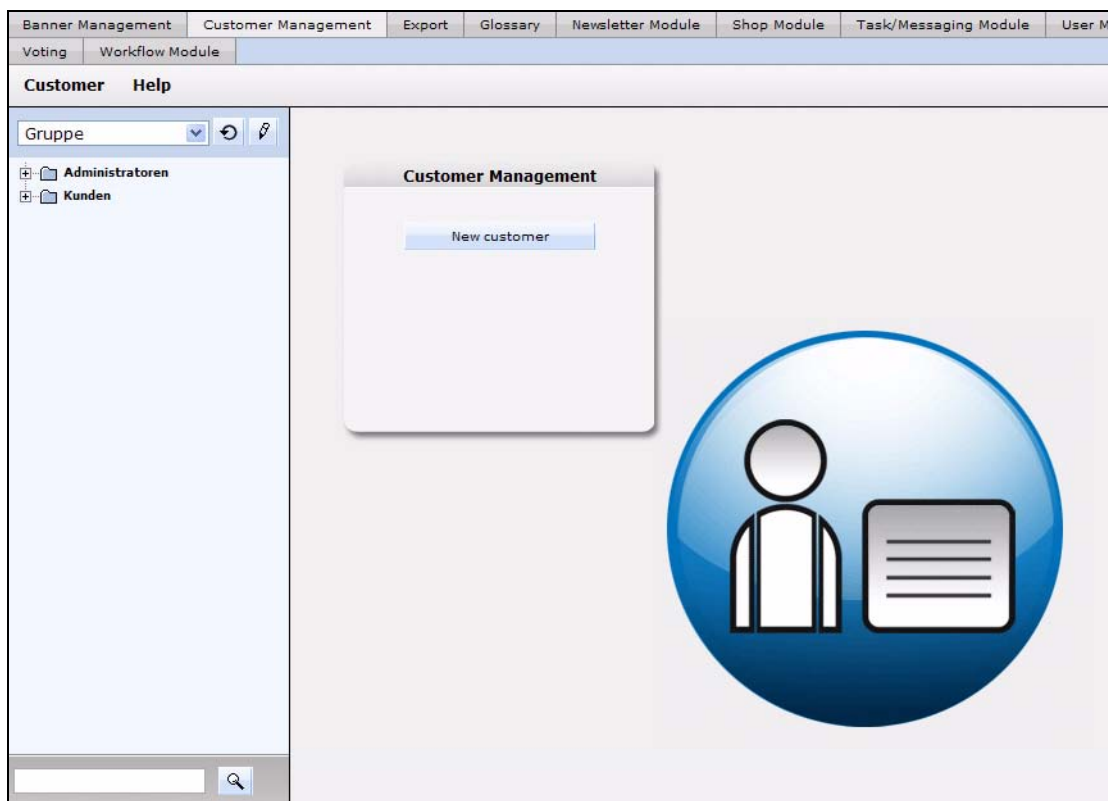 Banner Management Customer Management Export Glossary Newsletter Module Shop Module Task/Messaging Module User
Voting Workflow Module
Customer Help
Gruppe
Administratoren
Kunden
Customer Management
New customer